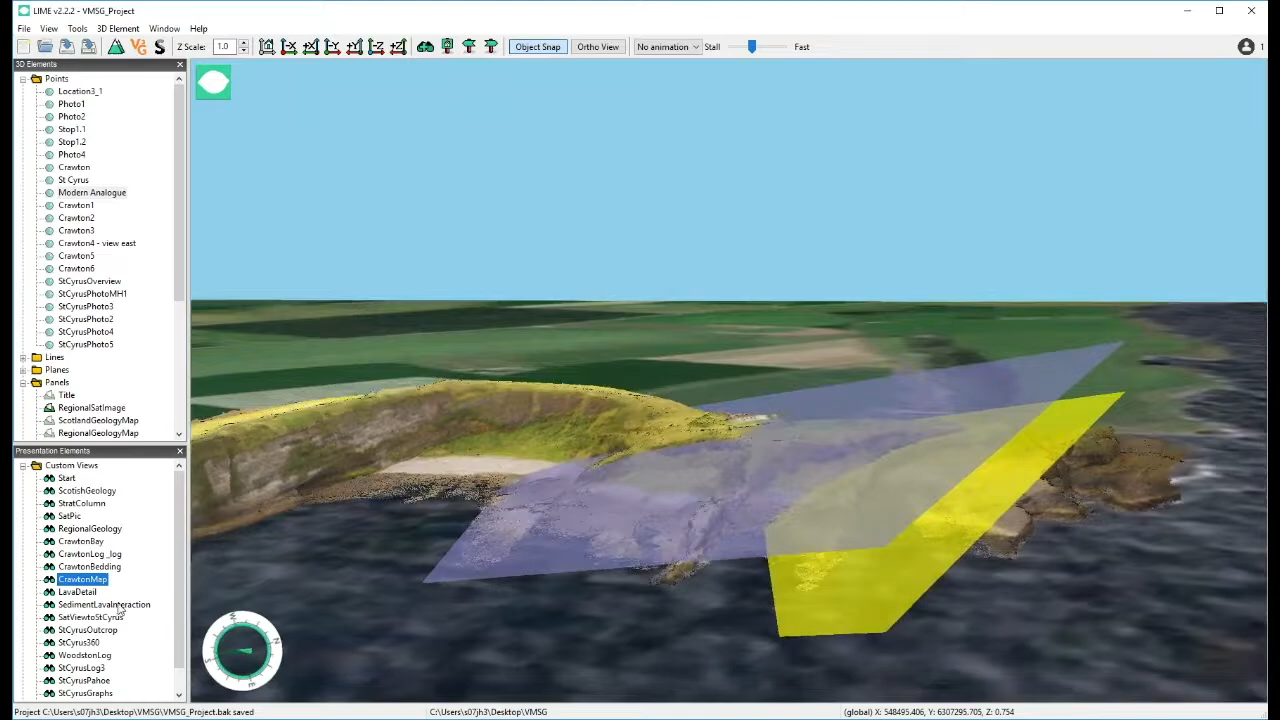 LIME v2.2.2 - VMSG_Project
File View Tools 3D Element Window Help
Z Scale: 1.0 -X +X -Y +Y -Z +Z Object Snap Ortho View No animation Stall Fast 1
3D Elements
Points
Location3_1
Photo1
Photo2
Stop1.1
Stop1.2
Photo4
Crawton
St Cyrus
Modern Analogue
Crawton1
Crawton2
Crawton3
Crawton4 - view east
Crawton5
Crawton6
StCyrusOverview
StCyrusPhotoMH1
StCyrusPhoto3
StCyrusPhoto2
StCyrusPhoto4
StCyrusPhoto5
Lines
Planes
Panels
Title
RegionalSatImage
ScotlandGeologyMap
RegionalGeologyMap
Presentation Elements
Custom Views
Start
ScotishGeology
StratColumn
SatPic
RegionalGeology
CrawtonBay
CrawtonLog _log
CrawtonBedding
CrawtonMap
LavaDetail
SedimentLavaInteraction
SatViewtoStCyrus
StCyrusOutcrop
StCyrus360
WoodstonLog
StCyrusLog3
StCyrusPahoe
StCyrusGraphs
W N S E
Project C:\Users\s07jh3\Desktop\VMSG\VMSG_Project.bak saved C:\Users\s07jh3\Desktop\VMSG (global) X: 548495.406, Y: 6307295.705, Z: 0.754